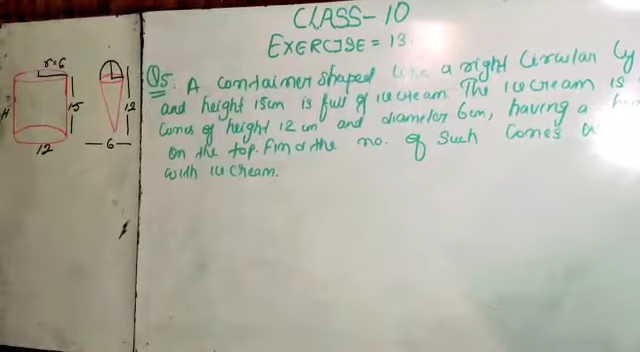 CLASS-10
EXERCISE = 13
r=6
15
H
12
12
6
Q5. A container shaped like a right Circular Cy
and height 15cm is full of ice cream. The ice cream is
Cones of height 12 cm and diameter 6cm, having a he
on the top. Find the no. of Such Cones
with ice cream.